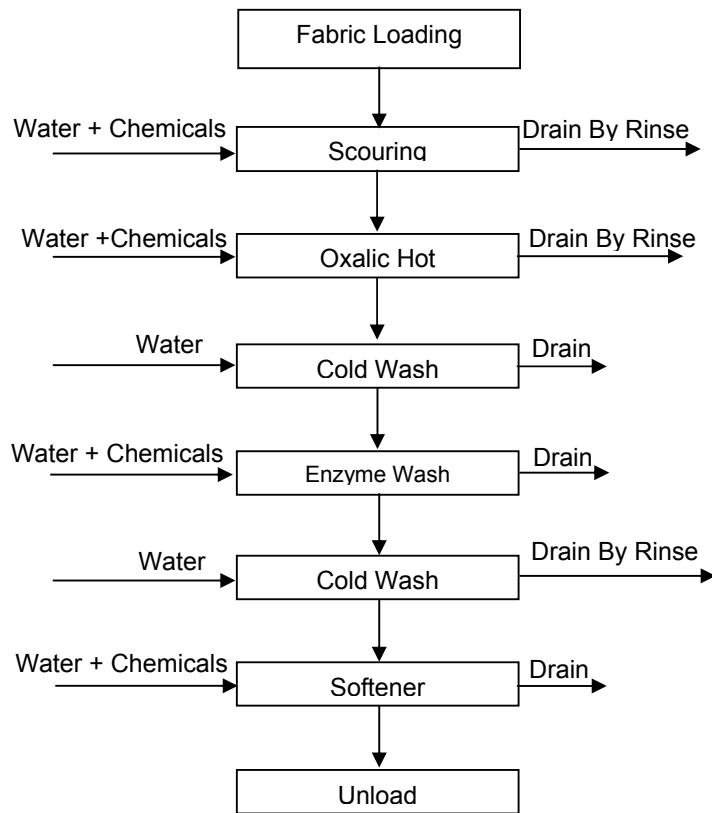 Fabric Loading
Water + Chemicals
Scouring
Drain By Rinse
Water +Chemicals
Oxalic Hot
Drain By Rinse
Water
Cold Wash
Drain
Water + Chemicals
Enzyme Wash
Drain
Water
Cold Wash
Drain By Rinse
Water + Chemicals
Softener
Drain
Unload